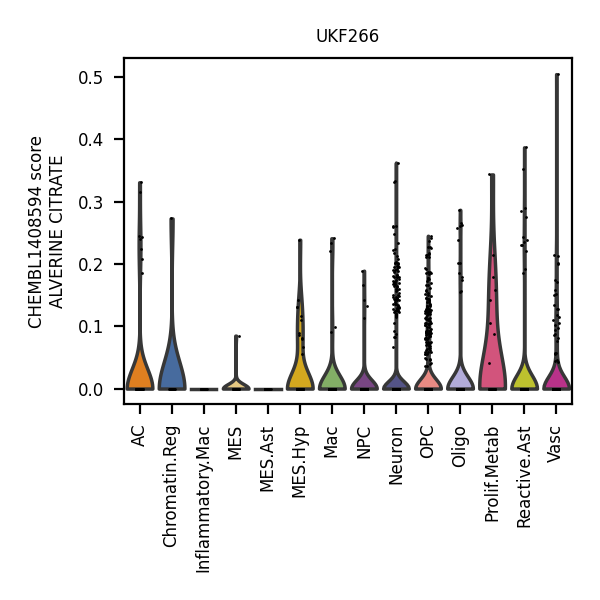 UKF266
CHEMBL1408594 score
ALVERINE CITRATE
0.5
0.4
0.3
0.2
0.1
0.0
AC
Chromatin.Reg
Inflammatory.Mac
MES
MES.Ast
MES.Hyp
Mac
NPC
Neuron
OPC
Oligo
Prolif.Metab
Reactive.Ast
Vasc